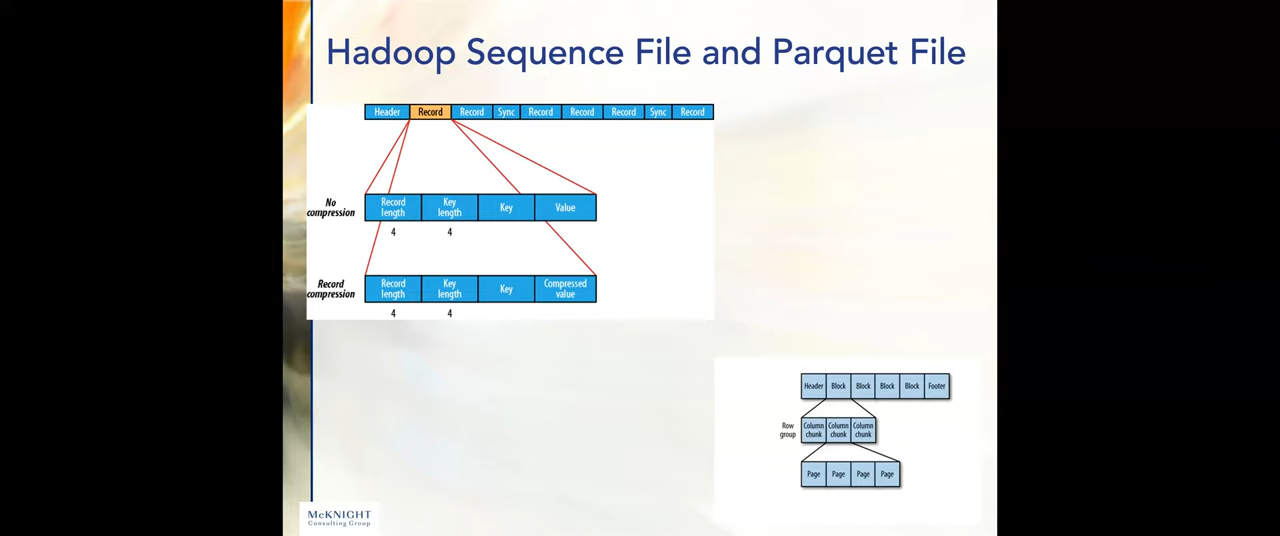 Hadoop Sequence File and Parquet File
Header Record Record Sync Record Record Record Sync Record
No
compression
Record
length
Key
length
Key
Value
4 4
Record
compression
Record
length
Key
length
Key
Compressed
value
4 4
Header Block Block Block Block Footer
Row
group
Column
chunk
Column
chunk
Column
chunk
Page Page Page Page
McKNIGHT
Consulting Group